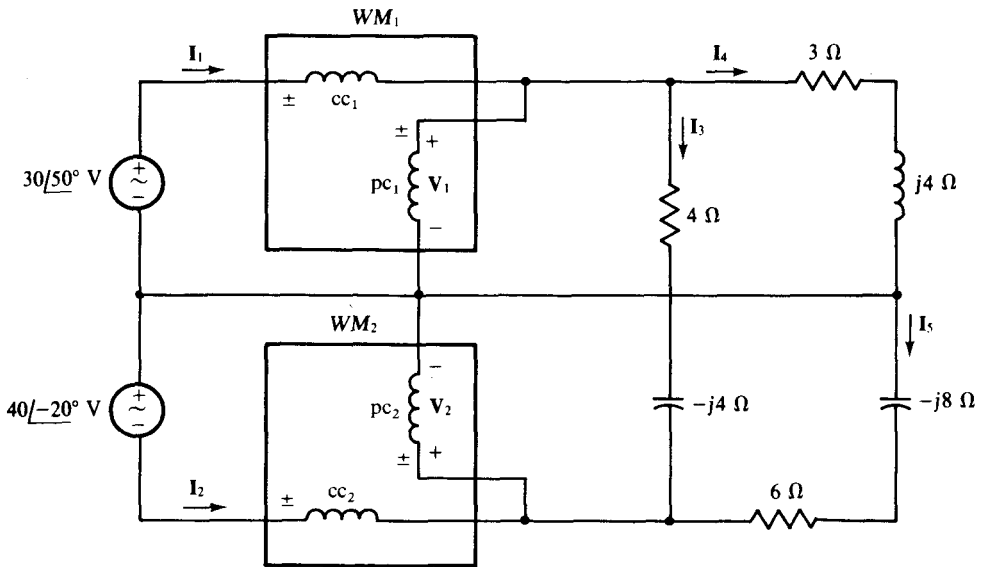 WM₁
I₁
I₄
3 Ω
±
cc₁
±
+
I₃
30/50° V
+
~
−
pc₁
V₁
4 Ω
j4 Ω
−
WM₂
I₅
−
40/−20° V
+
~
−
pc₂
V₂
−j4 Ω
−j8 Ω
±
+
I₂
±
cc₂
6 Ω